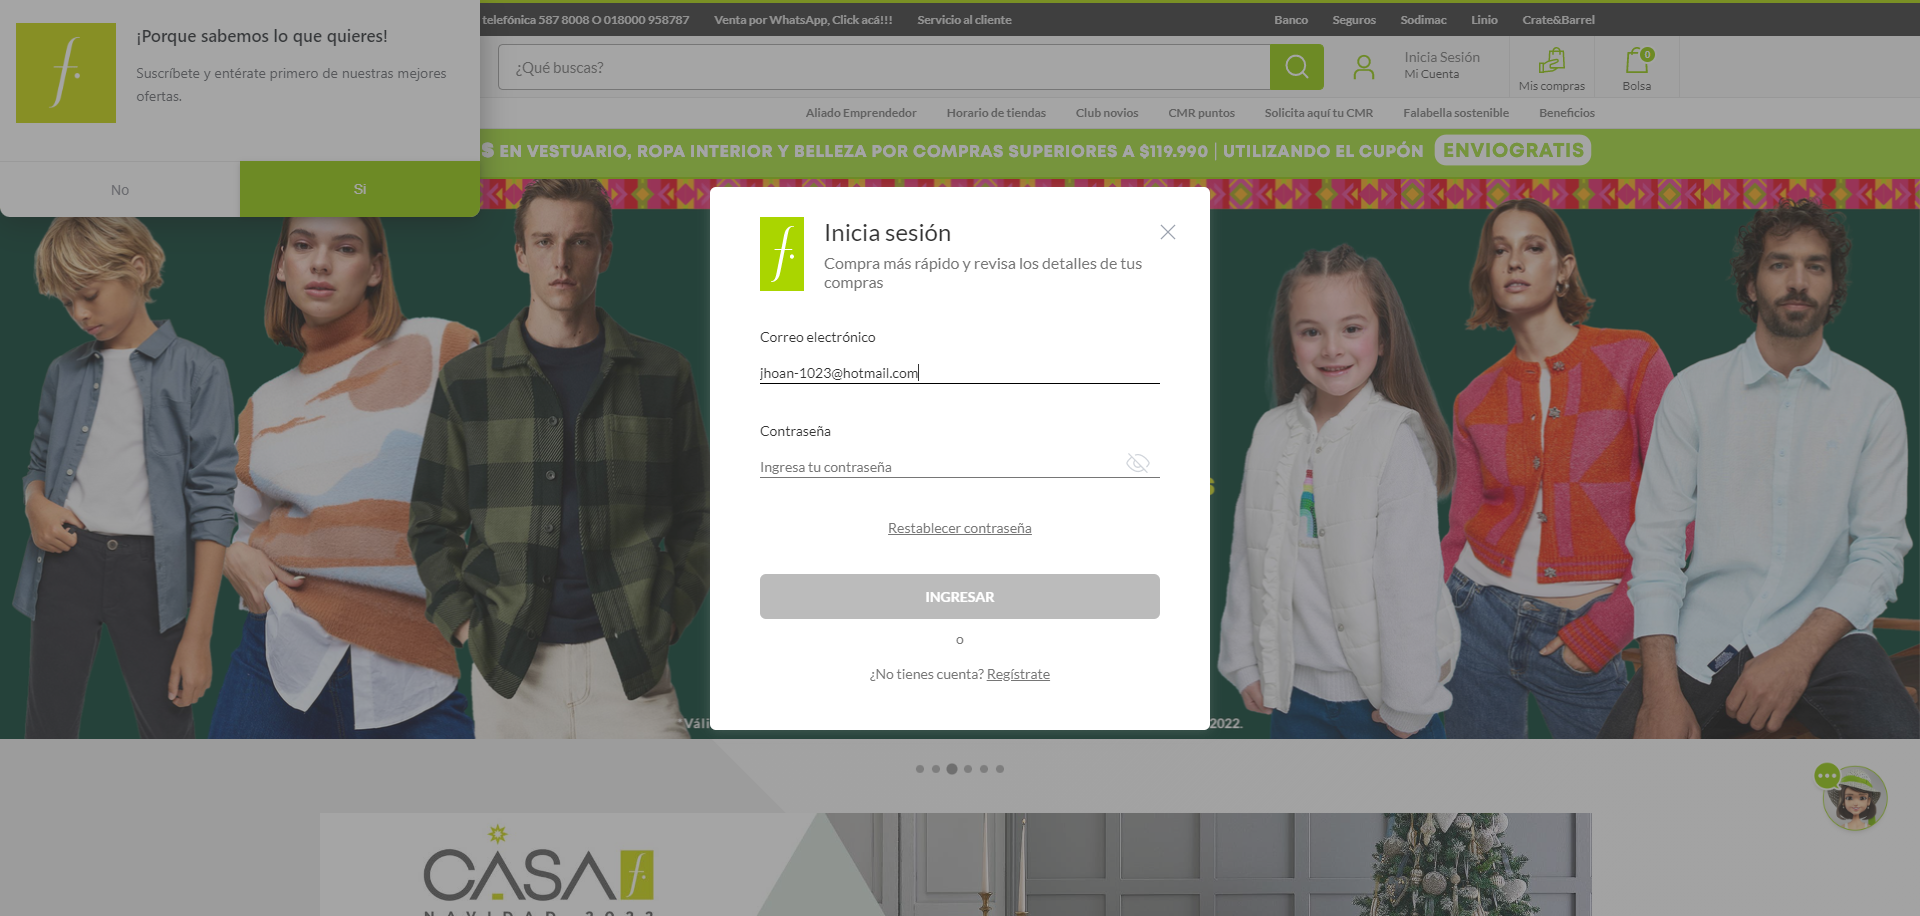 telefónica 587 8008 O 018000 958787
Venta por WhatsApp, Click acá!!!
Servicio al cliente
Banco
Seguros
Sodimac
Linio
Crate&Barrel
¡Porque sabemos lo que quieres!
Suscríbete y entérate primero de nuestras mejores
ofertas.
No
Si
¿Qué buscas?
Inicia Sesión
Mi Cuenta
Mis compras
0
Bolsa
Aliado Emprendedor
Horario de tiendas
Club novios
CMR puntos
Solicita aquí tu CMR
Falabella sostenible
Beneficios
EN VESTUARIO, ROPA INTERIOR Y BELLEZA POR COMPRAS SUPERIORES A $119.990 | UTILIZANDO EL CUPÓN ENVIOGRATIS
f.
Inicia sesión
Compra más rápido y revisa los detalles de tus
compras
Correo electrónico
jhoan-1023@hotmail.com
Contraseña
Ingresa tu contraseña
Restablecer contraseña
INGRESAR
o
¿No tienes cuenta? Regístrate
*Váli
2022.
CASA f.
NAVIDAD 2022